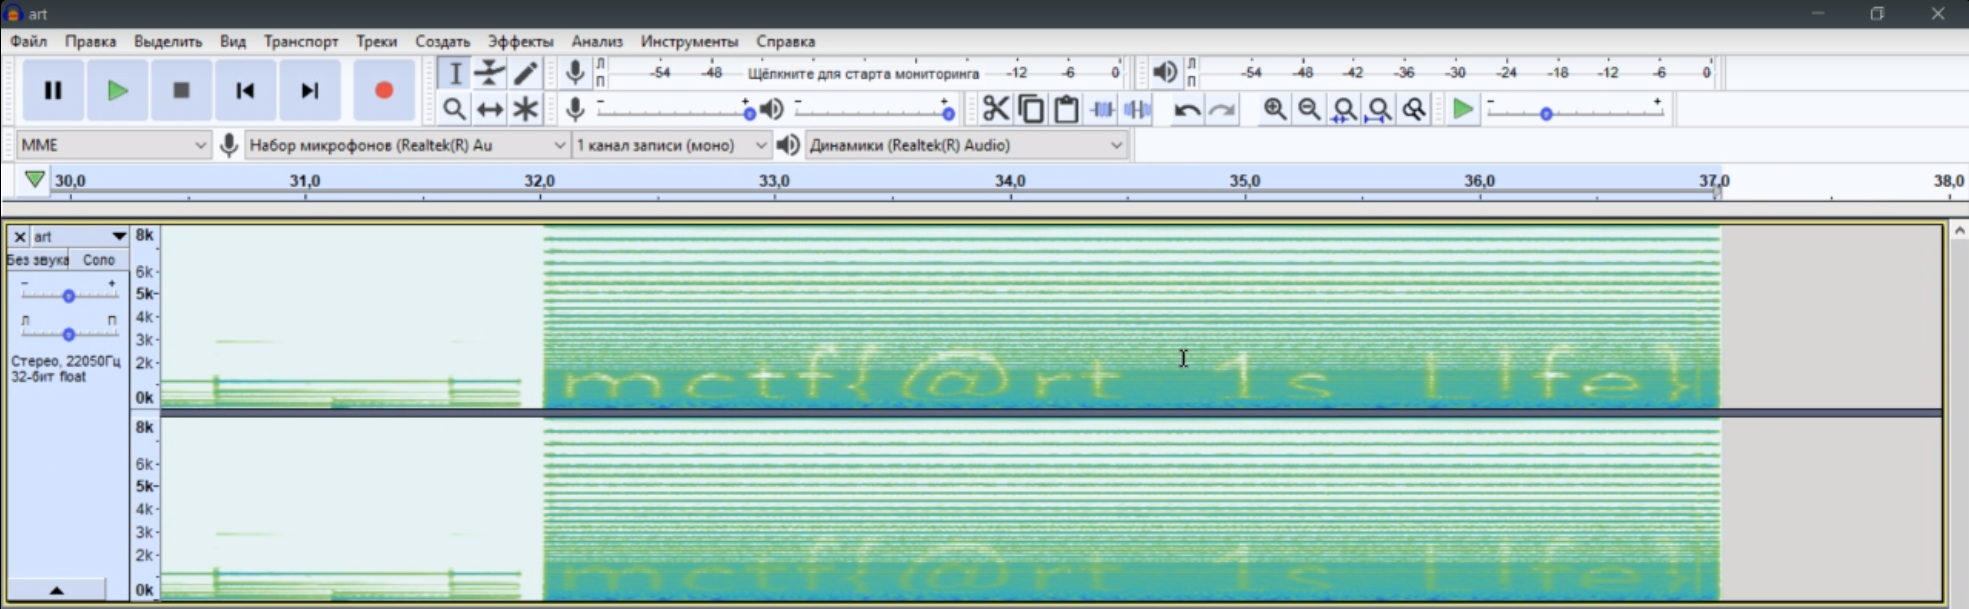 art
Файл Правка Выделить Вид Транспорт Треки Создать Эффекты Анализ Инструменты Справка
Л П -54 -48 Щёлкните для старта мониторинга -12 -6 0 Л П -54 -48 -42 -36 -30 -24 -18 -12 -6 0
- + - + - +
MME Набор микрофонов (Realtek(R) Au 1 канал записи (моно) Динамики (Realtek(R) Audio)
30,0 31,0 32,0 33,0 34,0 35,0 36,0 37,0 38,0
art 8k
Без звука Соло
6k
- +
5k
Л П 4k
3k
Стерео, 22050Гц 2k
32-бит float
0k
mctf{@rt 1s L!fe}
8k
6k
5k
4k
3k
2k
0k
mctf{@rt 1s L!fe}